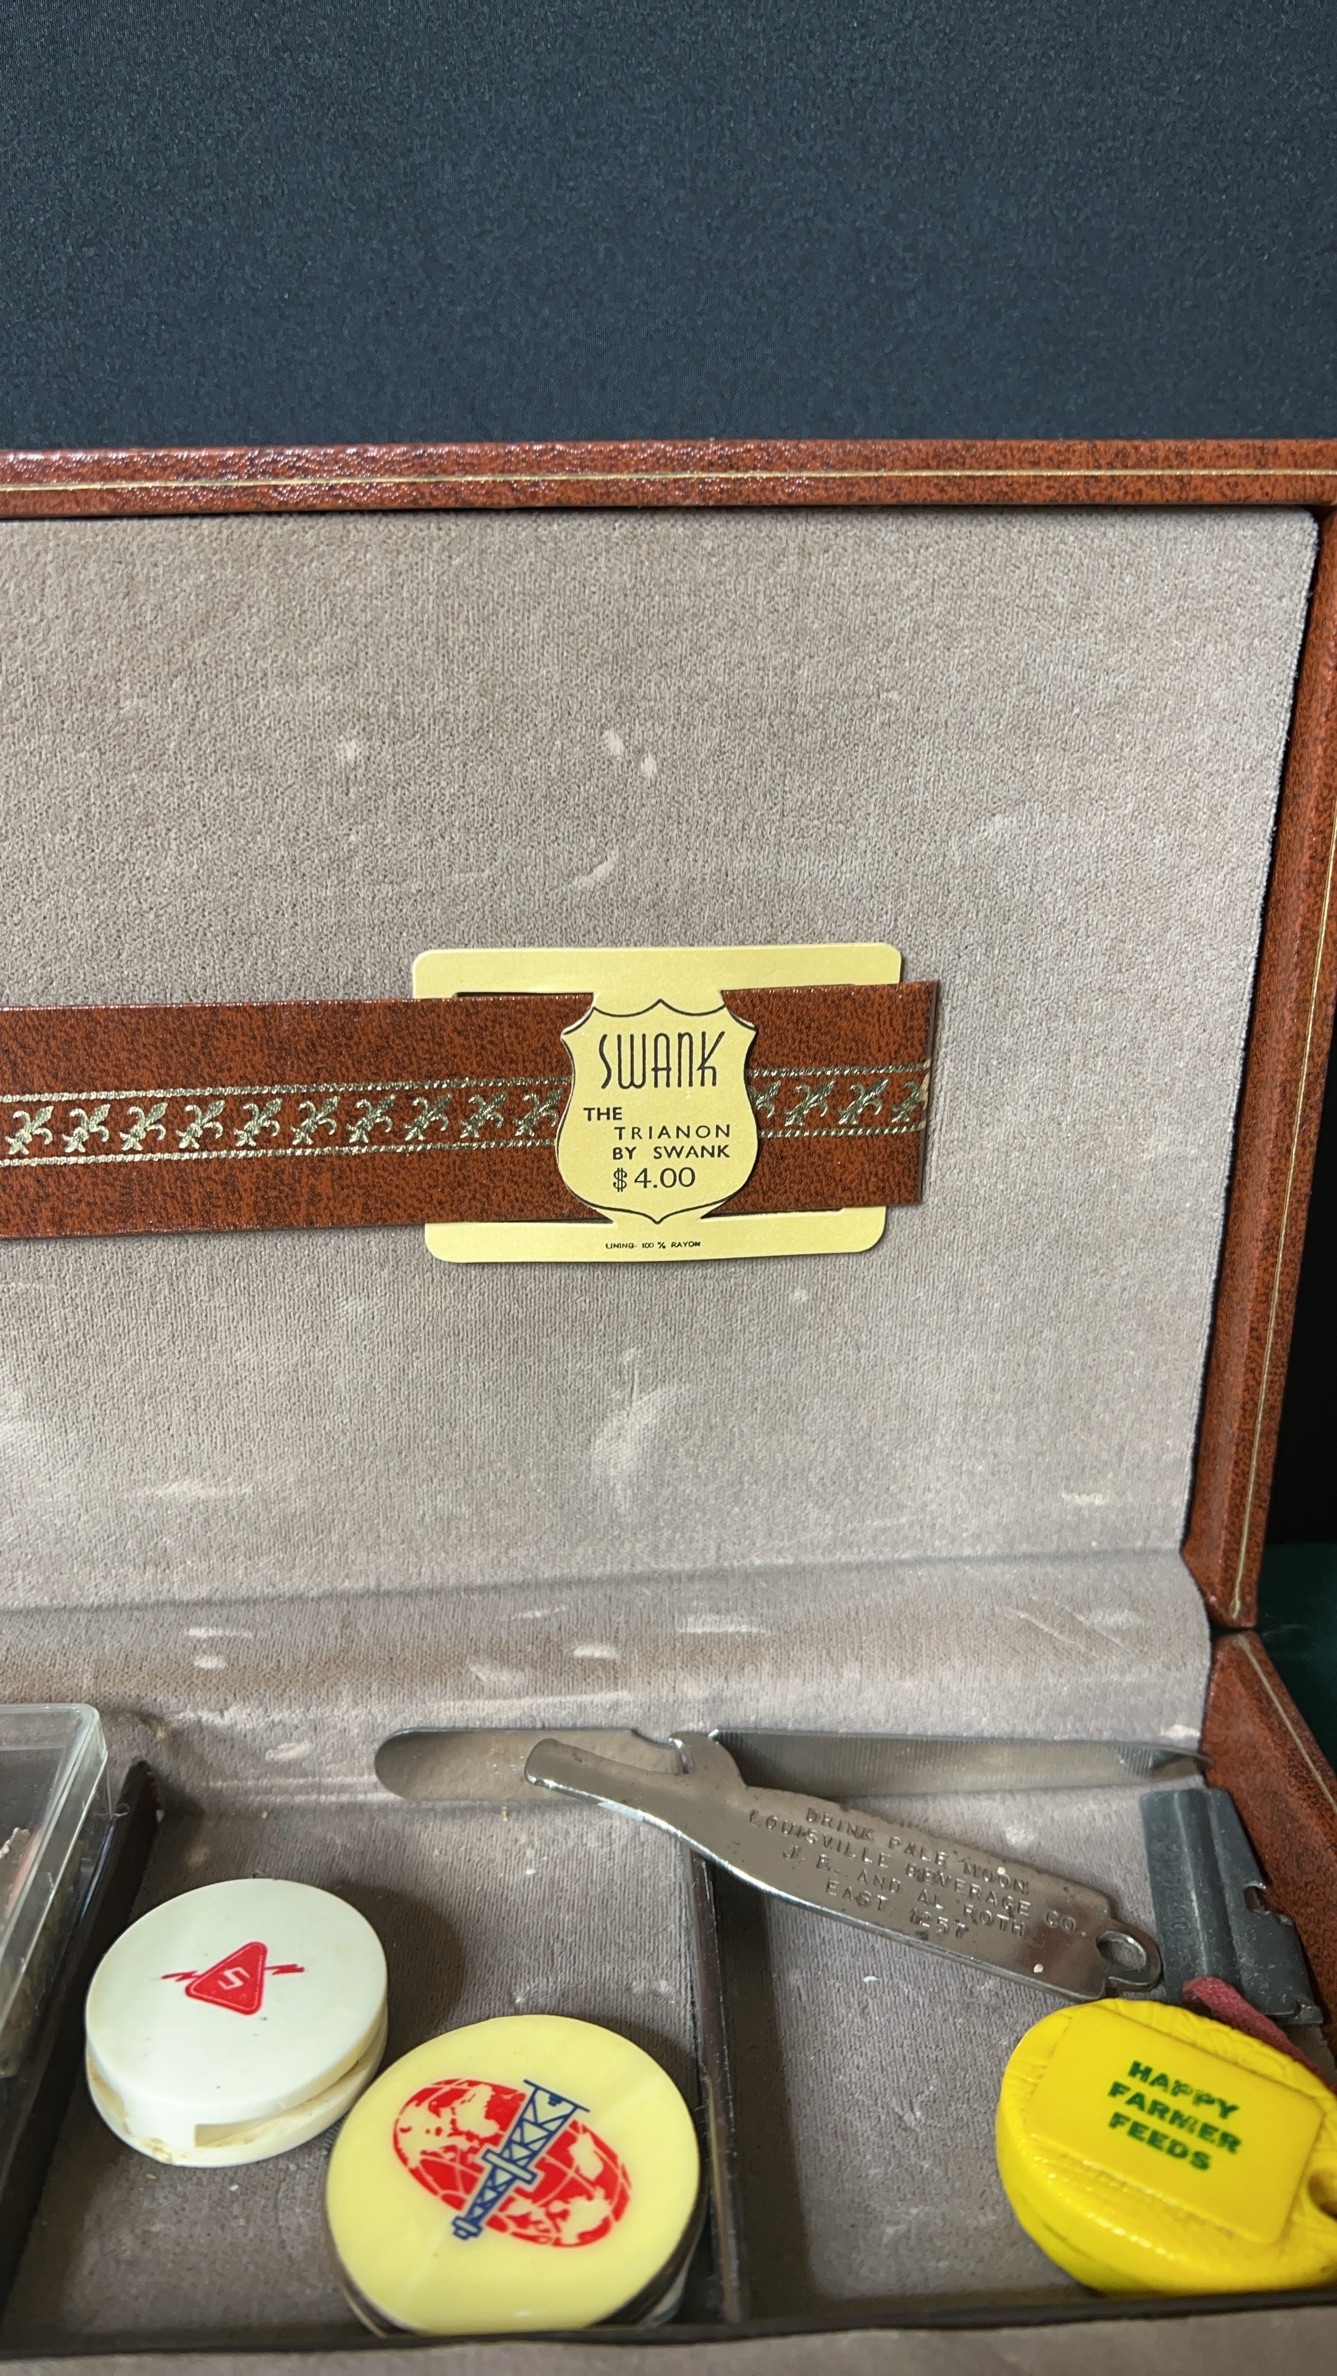 SWANK
THE
TRIANON
BY SWANK
$4.00
LINING- 100 % RAYON
DRINK PALE MOON
LOUISVILLE BEVERAGE CO.
AND AL ROTH
EAST 1257
S
HAPPY
FARMER
FEEDS